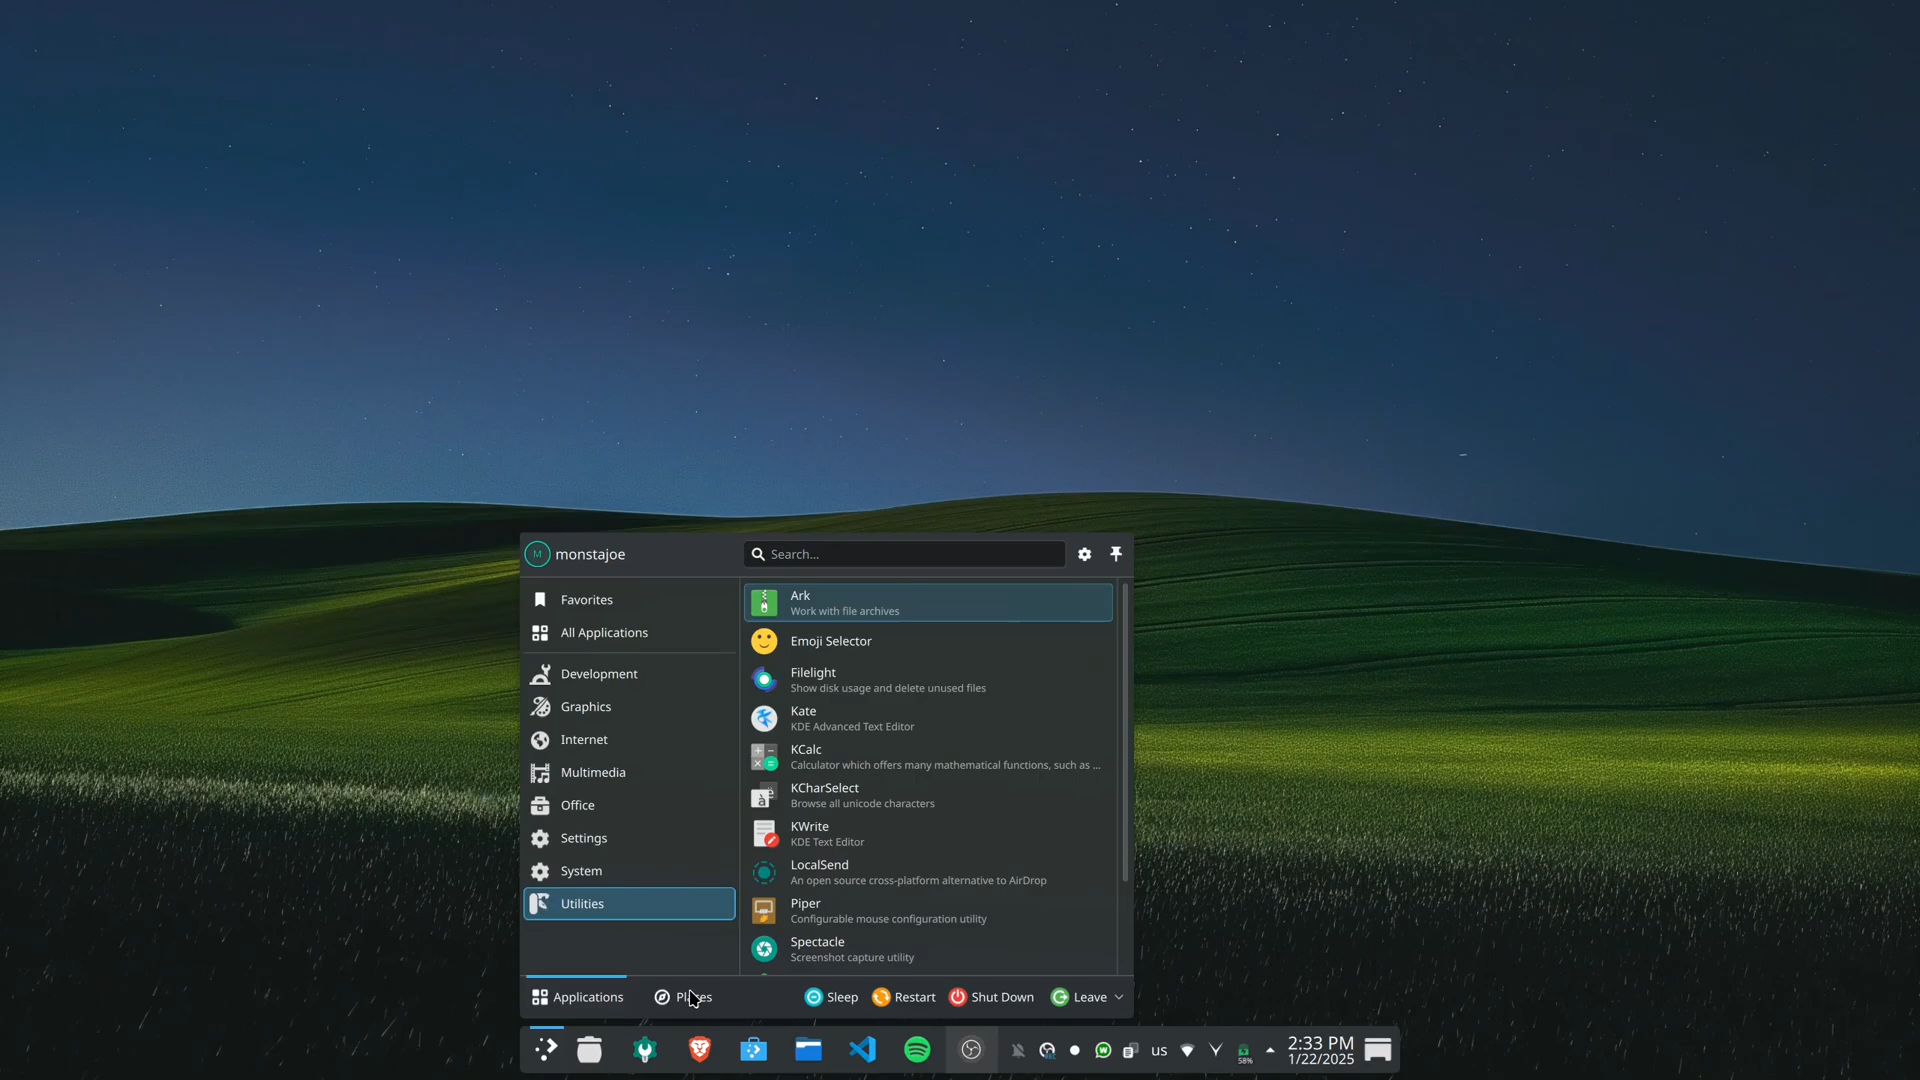 M monstajoe
Search...
Favorites
All Applications
Development
Graphics
Internet
Multimedia
Office
Settings
System
Utilities
Ark
Work with file archives
Emoji Selector
Filelight
Show disk usage and delete unused files
Kate
KDE Advanced Text Editor
KCalc
Calculator which offers many mathematical functions, such as ...
KCharSelect
Browse all unicode characters
KWrite
KDE Text Editor
LocalSend
An open source cross-platform alternative to AirDrop
Piper
Configurable mouse configuration utility
Spectacle
Screenshot capture utility
Applications
Places
Sleep
Restart
Shut Down
Leave
us
58%
2:33 PM
1/22/2025